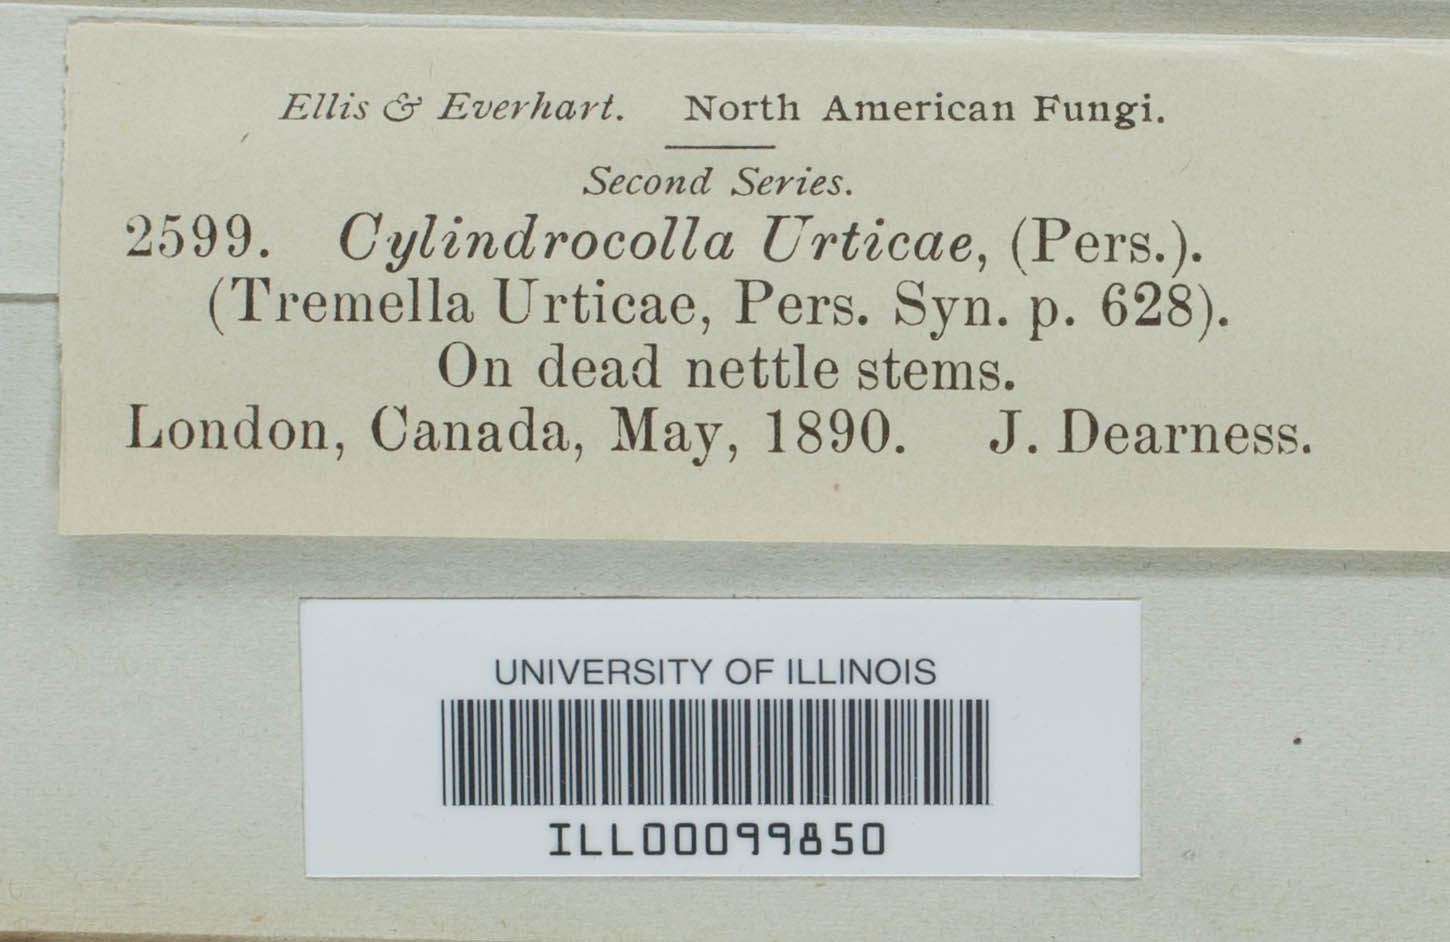 Ellis & Everhart. North American Fungi.
Second Series.
2599. Cylindrocolla Urticae, (Pers.).
(Tremella Urticae, Pers. Syn. p. 628).
On dead nettle stems.
London, Canada, May, 1890. J. Dearness.
UNIVERSITY OF ILLINOIS
ILL00099850